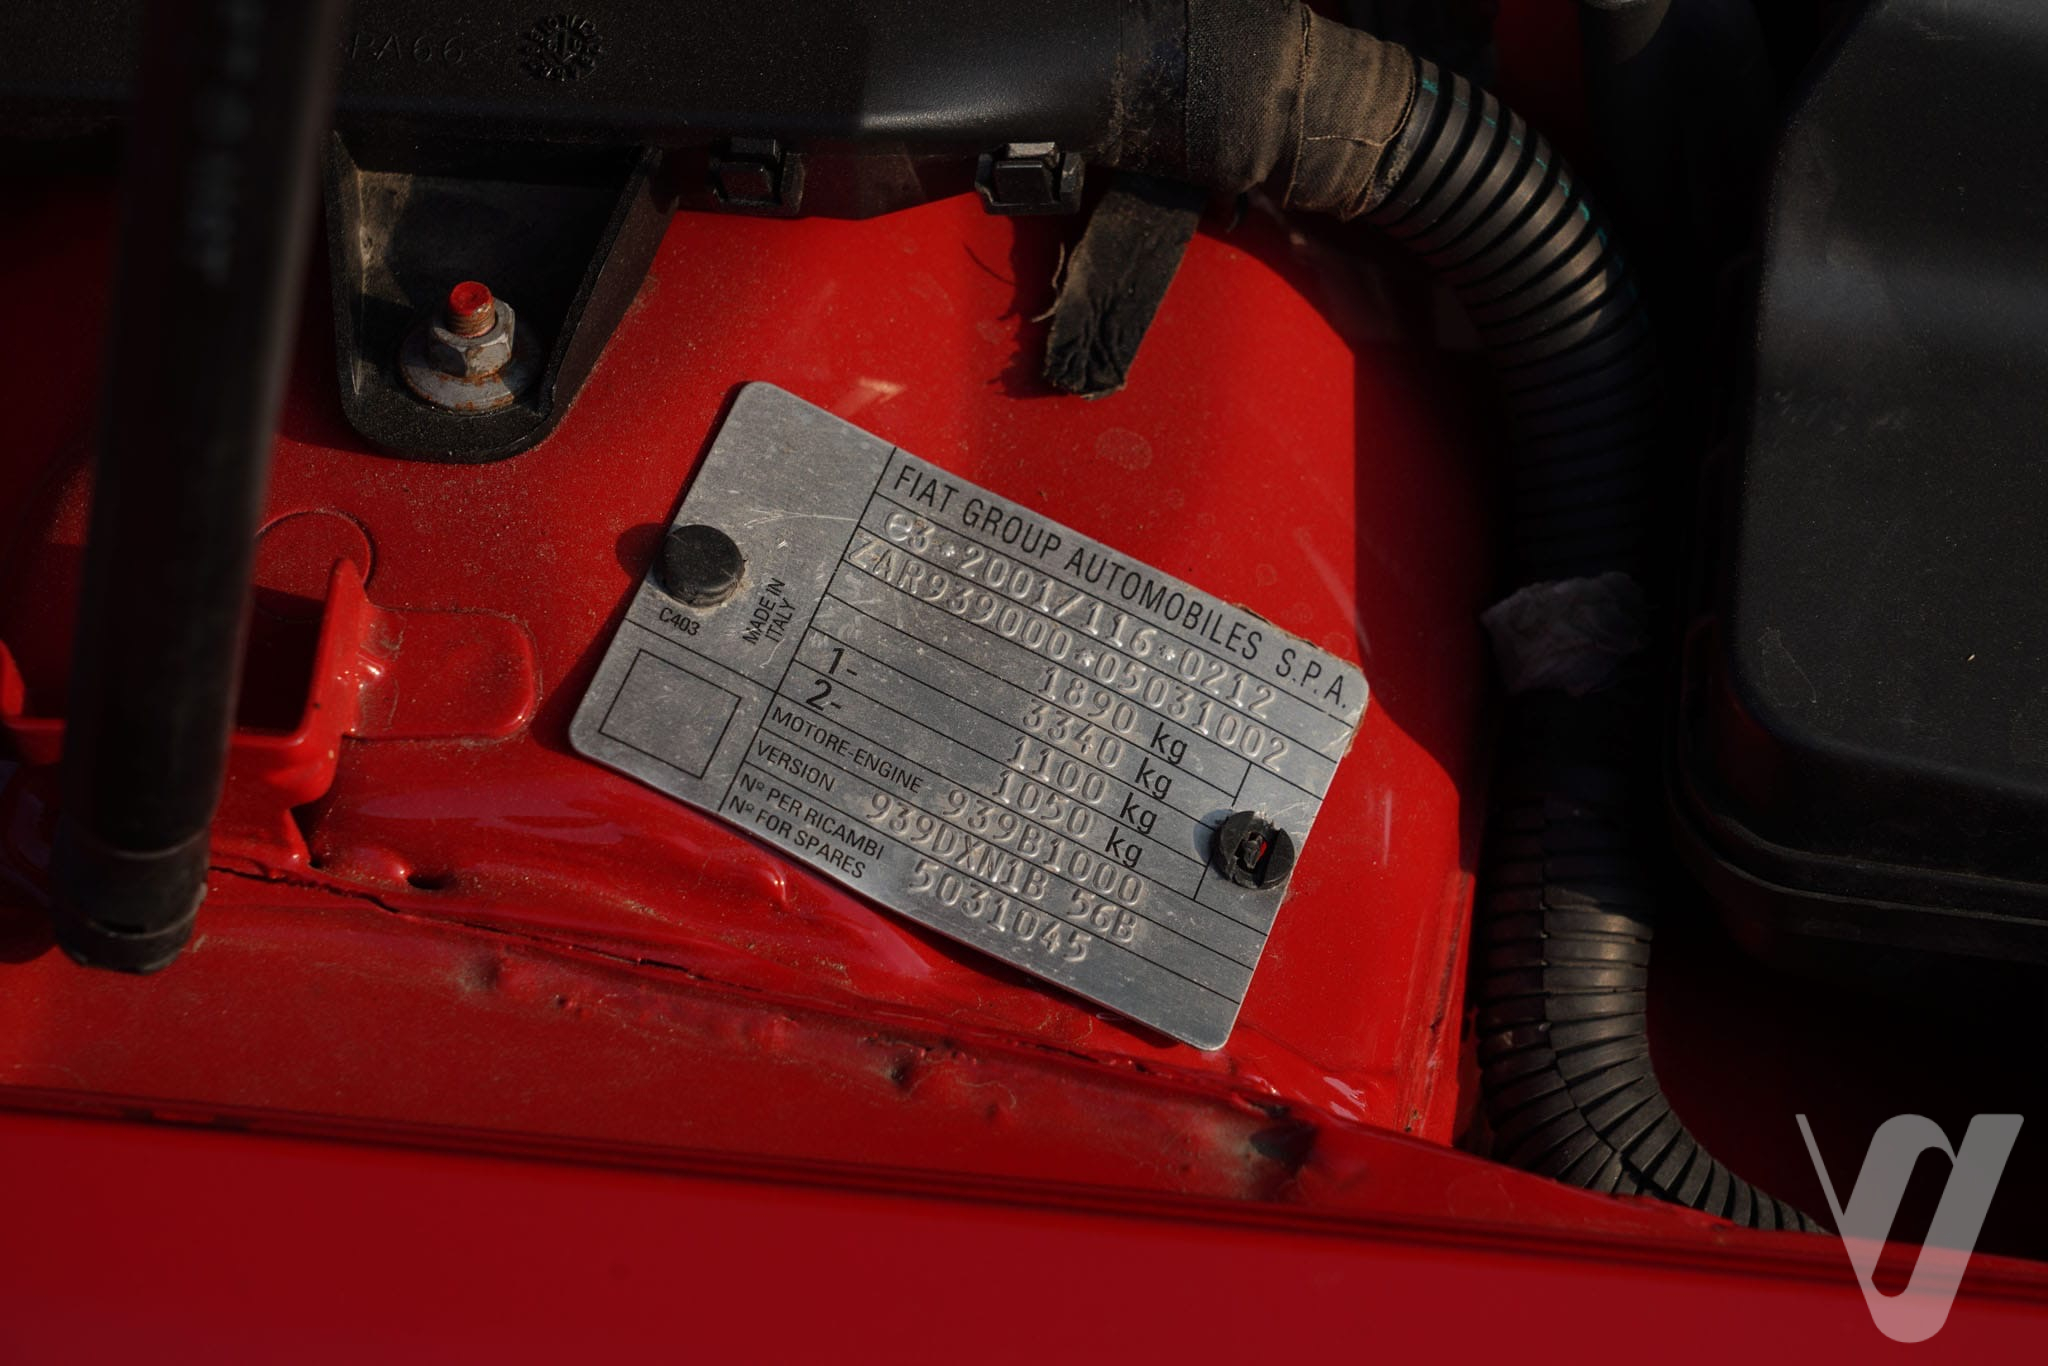 PA66<
FIAT GROUP AUTOMOBILES S.P.A.
e3*2001/116*0212
ZAR939000*05031002
1890 kg
3340 kg
1- 1100 kg
2- 1050 kg
MOTORE-ENGINE 939B1000
VERSION 939DXN1B 56B
Nº PER RICAMBI
Nº FOR SPARES 5031045
C403
MADE IN
ITALY